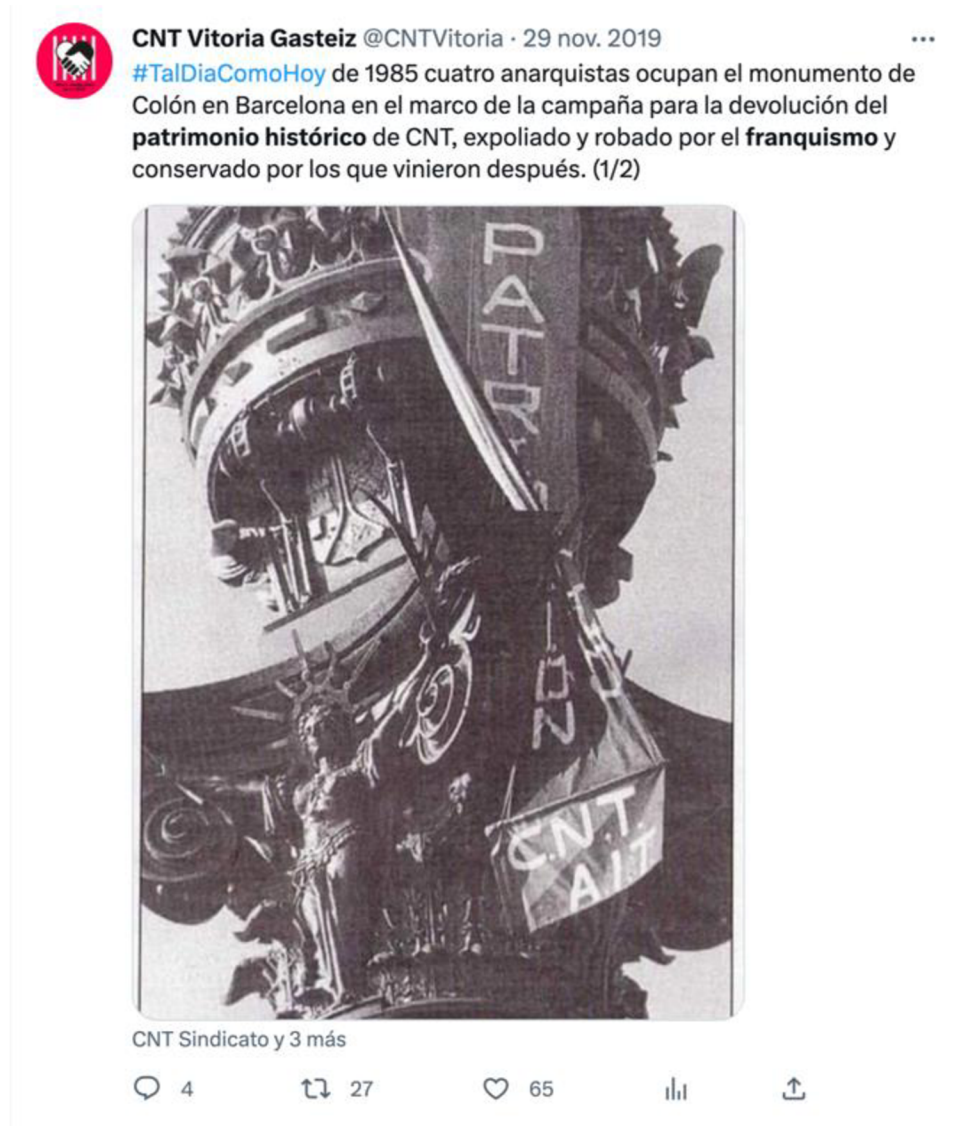 CNT Vitoria Gasteiz @CNTVitoria · 29 nov. 2019
#TalDiaComoHoy de 1985 cuatro anarquistas ocupan el monumento de
Colón en Barcelona en el marco de la campaña para la devolución del
patrimonio histórico de CNT, expoliado y robado por el franquismo y
conservado por los que vinieron después. (1/2)
C.N.T.
A.I.T
CNT Sindicato y 3 más
4 27 65